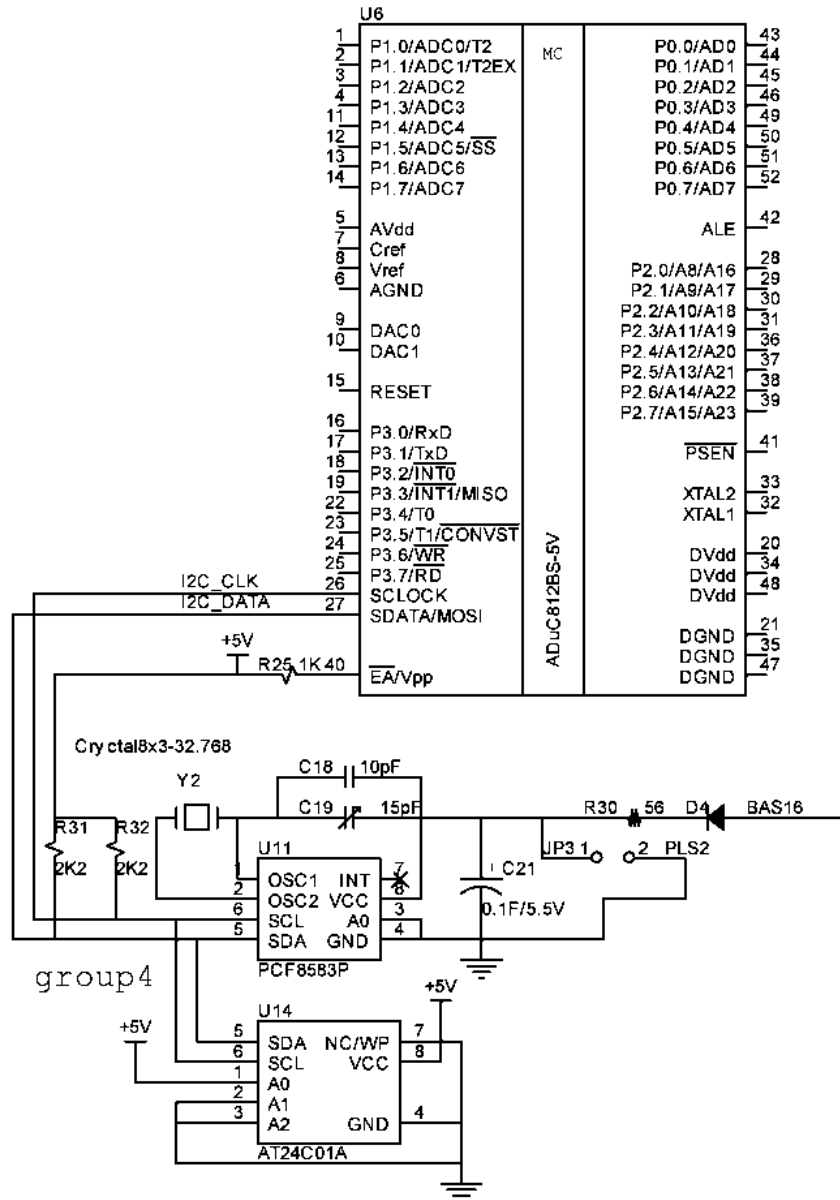 U6
1 P1.0/ADC0/T2 MC P0.0/AD0 43
2 P1.1/ADC1/T2EX P0.1/AD1 44
3 P1.2/ADC2 P0.2/AD2 45
4 P1.3/ADC3 P0.3/AD3 46
11 P1.4/ADC4 P0.4/AD4 49
12 P1.5/ADC5/SS P0.5/AD5 50
13 P1.6/ADC6 P0.6/AD6 51
14 P1.7/ADC7 P0.7/AD7 52
5 AVdd ALE 42
7 Cref
8 Vref P2.0/A8/A16 28
6 AGND P2.1/A9/A17 29
P2.2/A10/A18 30
9 DAC0 P2.3/A11/A19 31
10 DAC1 P2.4/A12/A20 36
P2.5/A13/A21 37
15 RESET P2.6/A14/A22 38
P2.7/A15/A23 39
16 P3.0/RxD
17 P3.1/TxD PSEN 41
18 P3.2/INT0
19 P3.3/INT1/MISO XTAL2 33
22 P3.4/T0 XTAL1 32
23 P3.5/T1/CONVST
24 P3.6/WR DVdd 20
25 P3.7/RD DVdd 34
I2C_CLK 26 SCLOCK DVdd 48
I2C_DATA 27 SDATA/MOSI
ADuC812BS-5V
DGND 21
+5V DGND 35
R25 1K 40 EA/Vpp DGND 47
Crystal8x3-32.768
Y2 C18 10pF
C19 15pF R30 56 D4 BAS16
R31 R32 U11 JP3 1 2 PLS2
2K2 2K2 1 OSC1 INT 7 C21
2 OSC2 VCC 8 0.1F/5.5V
6 SCL A0 3
5 SDA GND 4
PCF8583P
group4
+5V U14 +5V
5 SDA NC/WP 7
6 SCL VCC 8
1 A0
2 A1
3 A2 GND 4
AT24C01A